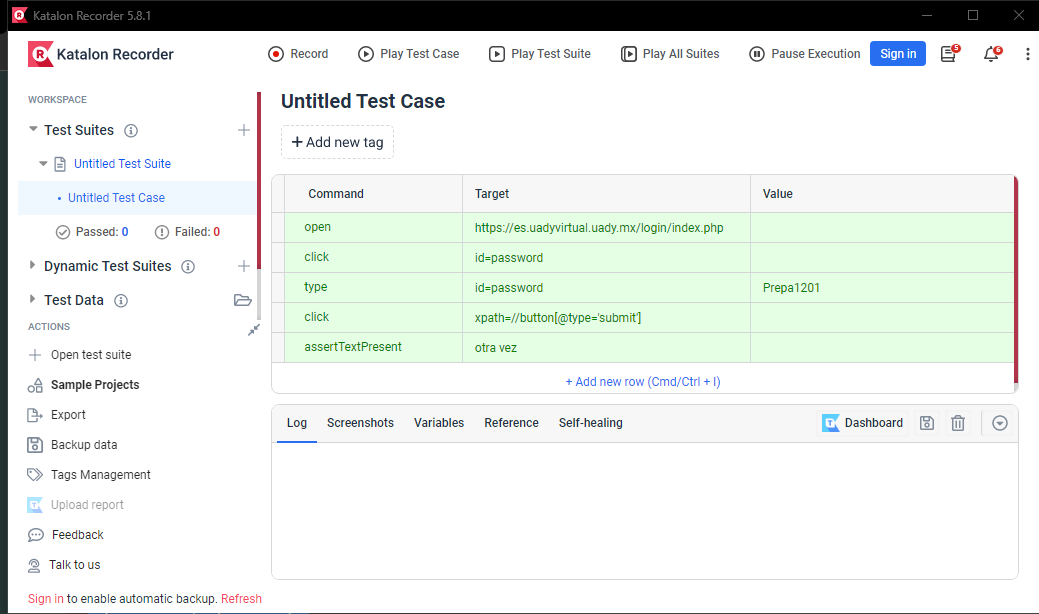 Katalon Recorder 5.8.1
Katalon Recorder
Record
Play Test Case
Play Test Suite
Play All Suites
Pause Execution
Sign in
5
6
WORKSPACE
Test Suites
Untitled Test Suite
Untitled Test Case
Passed: 0
Failed: 0
Dynamic Test Suites
Test Data
ACTIONS
Open test suite
Sample Projects
Export
Backup data
Tags Management
Upload report
Feedback
Talk to us
Sign in to enable automatic backup. Refresh
Untitled Test Case
+ Add new tag
Command Target Value
open https://es.uadyvirtual.uady.mx/login/index.php
click id=password
type id=password Prepa1201
click xpath=//button[@type='submit']
assertTextPresent otra vez
+ Add new row (Cmd/Ctrl + I)
Log Screenshots Variables Reference Self-healing Dashboard